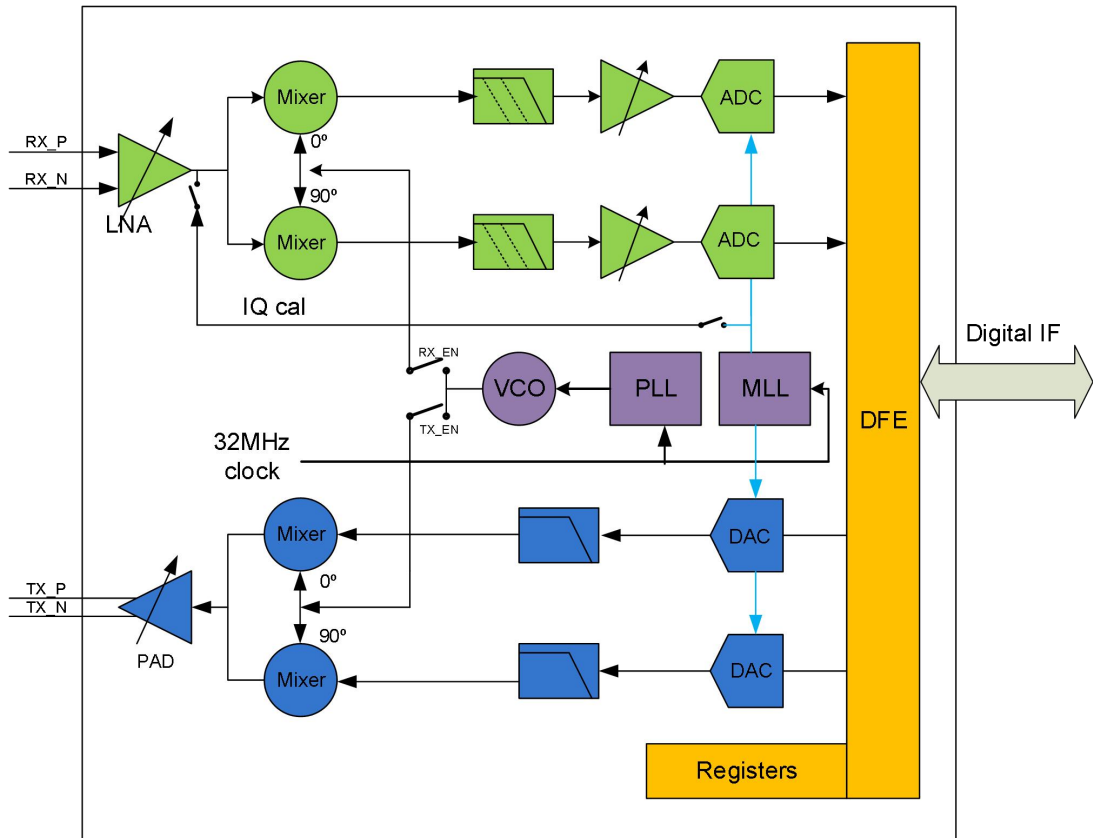 Mixer
ADC
0º
RX_P
RX_N
90º
LNA
Mixer
ADC
IQ cal
Digital IF
RX_EN
VCO
PLL
MLL
DFE
TX_EN
32MHz
clock
Mixer
DAC
0º
TX_P
TX_N
90º
PAD
Mixer
DAC
Registers